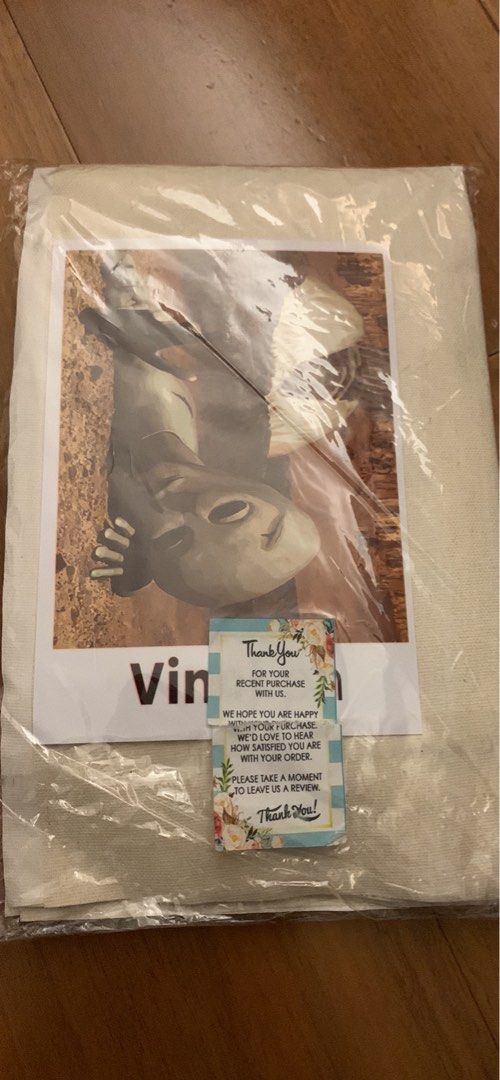 Vin
Thank You
FOR YOUR
RECENT PURCHASE
WITH US.
WE HOPE YOU ARE HAPPY
WITH YOUR PURCHASE.
WE'D LOVE TO HEAR
HOW SATISFIED YOU ARE
WITH YOUR ORDER.
PLEASE TAKE A MOMENT
TO LEAVE US A REVIEW.
Thank You!